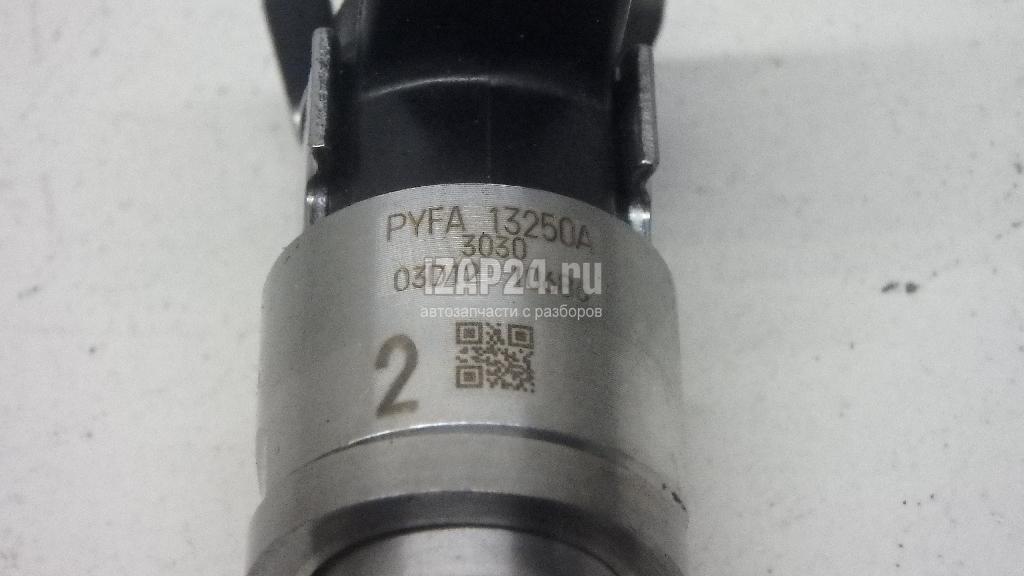 PYFA 13250A
3030
iZAP24.ru
автозапчасти с разборов
2